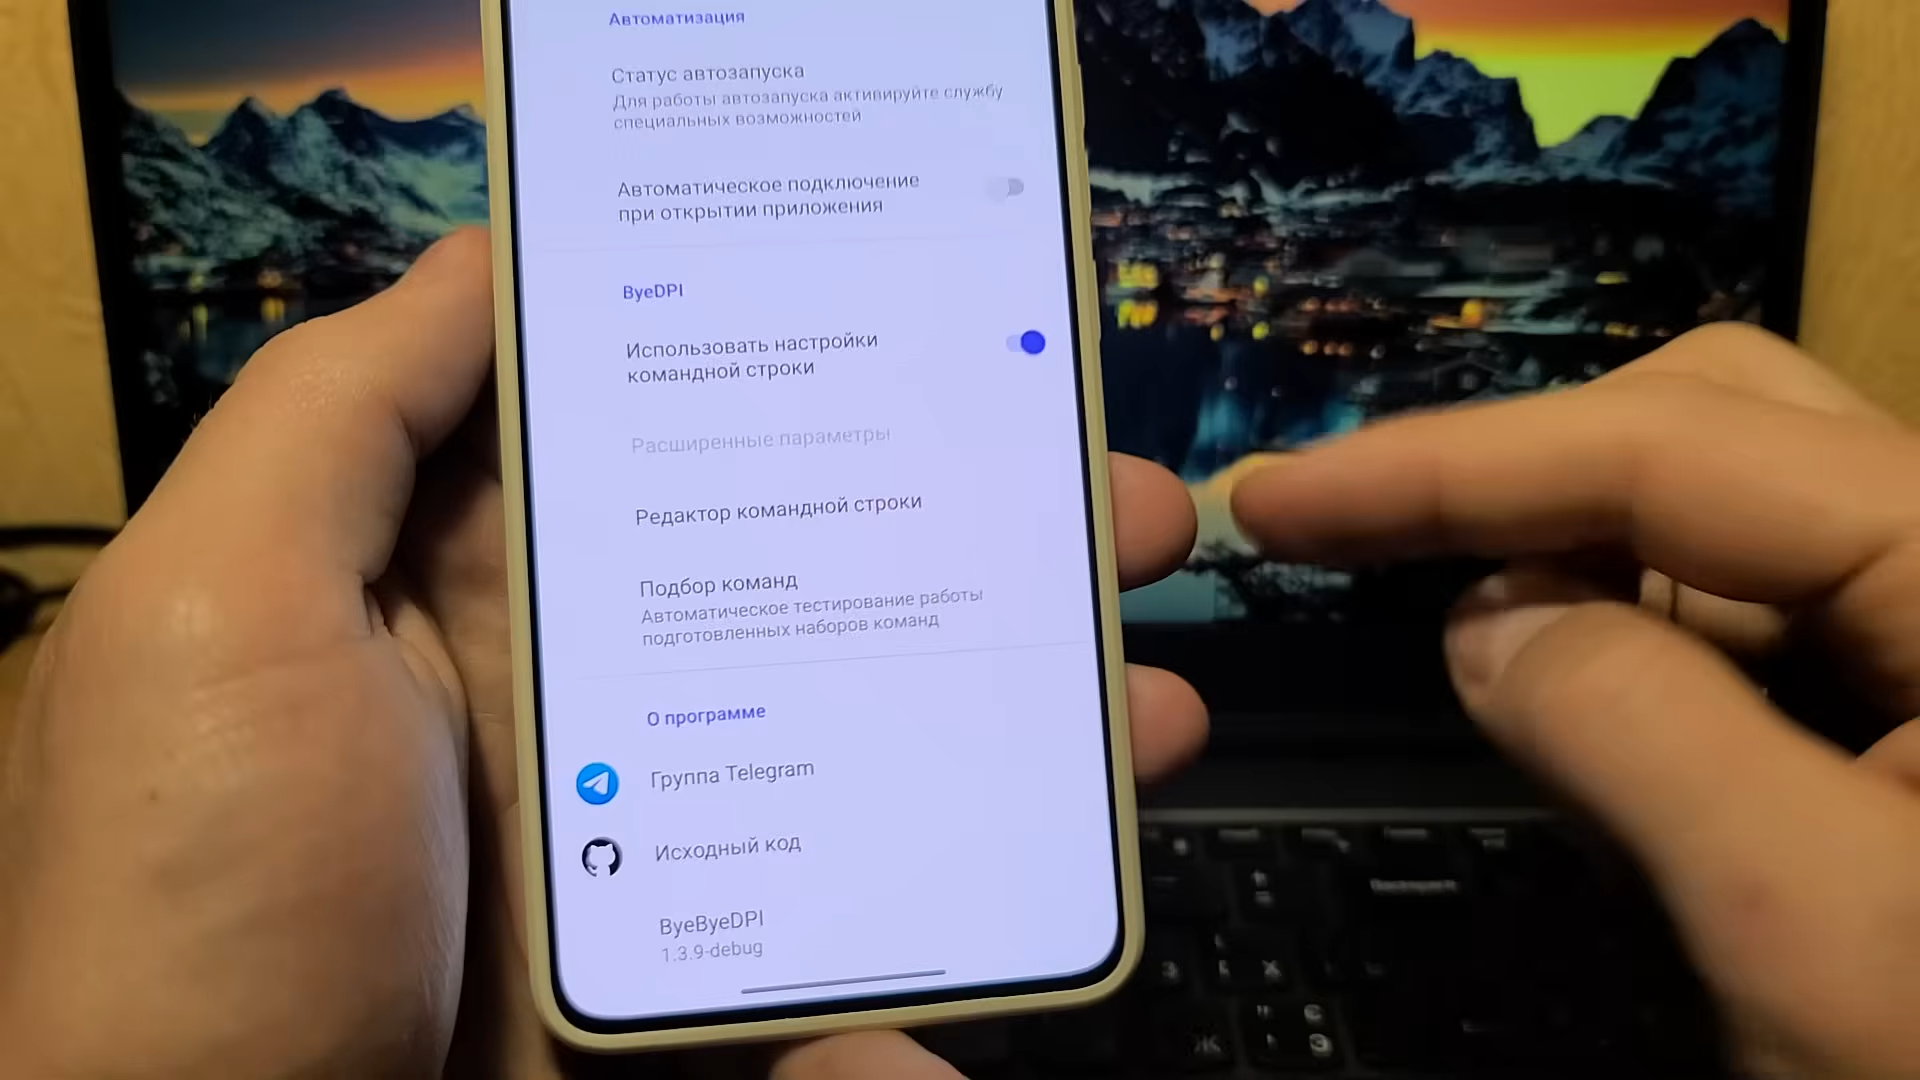 Автоматизация
Статус автозапуска
Для работы автозапуска активируйте службу
специальных возможностей
Автоматическое подключение
при открытии приложения
ByeDPI
Использовать настройки
командной строки
Расширенные параметры
Редактор командной строки
Подбор команд
Автоматическое тестирование работы
подготовленных наборов команд
О программе
Группа Telegram
Исходный код
ByeByeDPI
1.3.9-debug
Backspace
Ж
Э